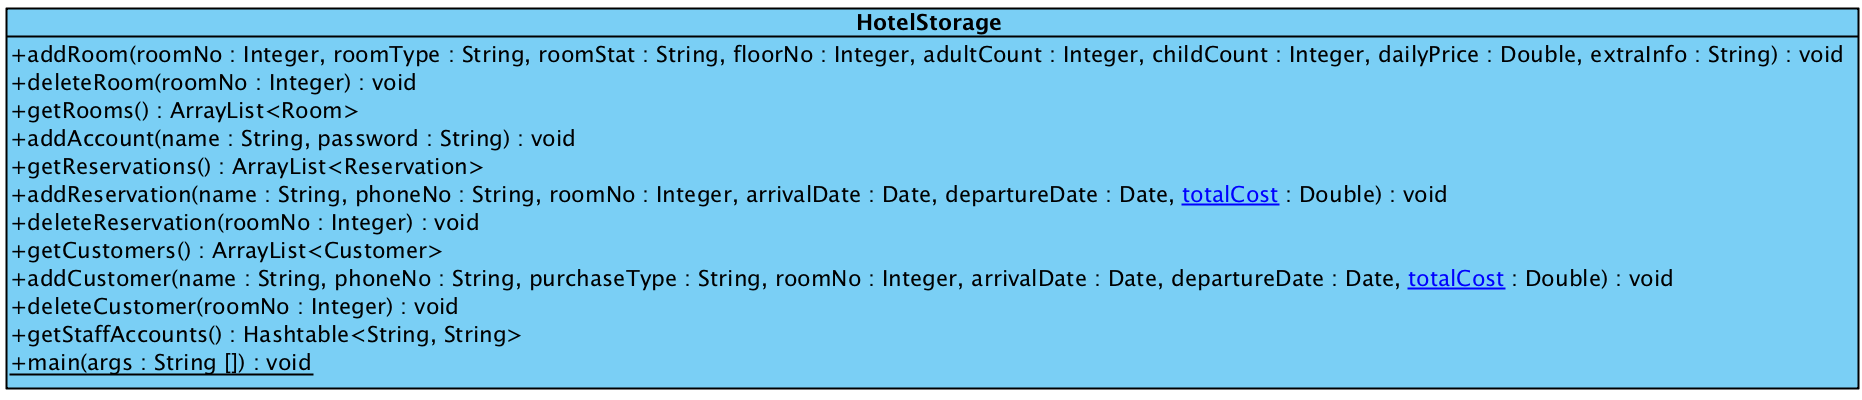 HotelStorage
+addRoom(roomNo : Integer, roomType : String, roomStat : String, floorNo : Integer, adultCount : Integer, childCount : Integer, dailyPrice : Double, extraInfo : String) : void
+deleteRoom(roomNo : Integer) : void
+getRooms() : ArrayList<Room>
+addAccount(name : String, password : String) : void
+getReservations() : ArrayList<Reservation>
+addReservation(name : String, phoneNo : String, roomNo : Integer, arrivalDate : Date, departureDate : Date, totalCost : Double) : void
+deleteReservation(roomNo : Integer) : void
+getCustomers() : ArrayList<Customer>
+addCustomer(name : String, phoneNo : String, purchaseType : String, roomNo : Integer, arrivalDate : Date, departureDate : Date, totalCost : Double) : void
+deleteCustomer(roomNo : Integer) : void
+getStaffAccounts() : Hashtable<String, String>
+main(args : String []) : void